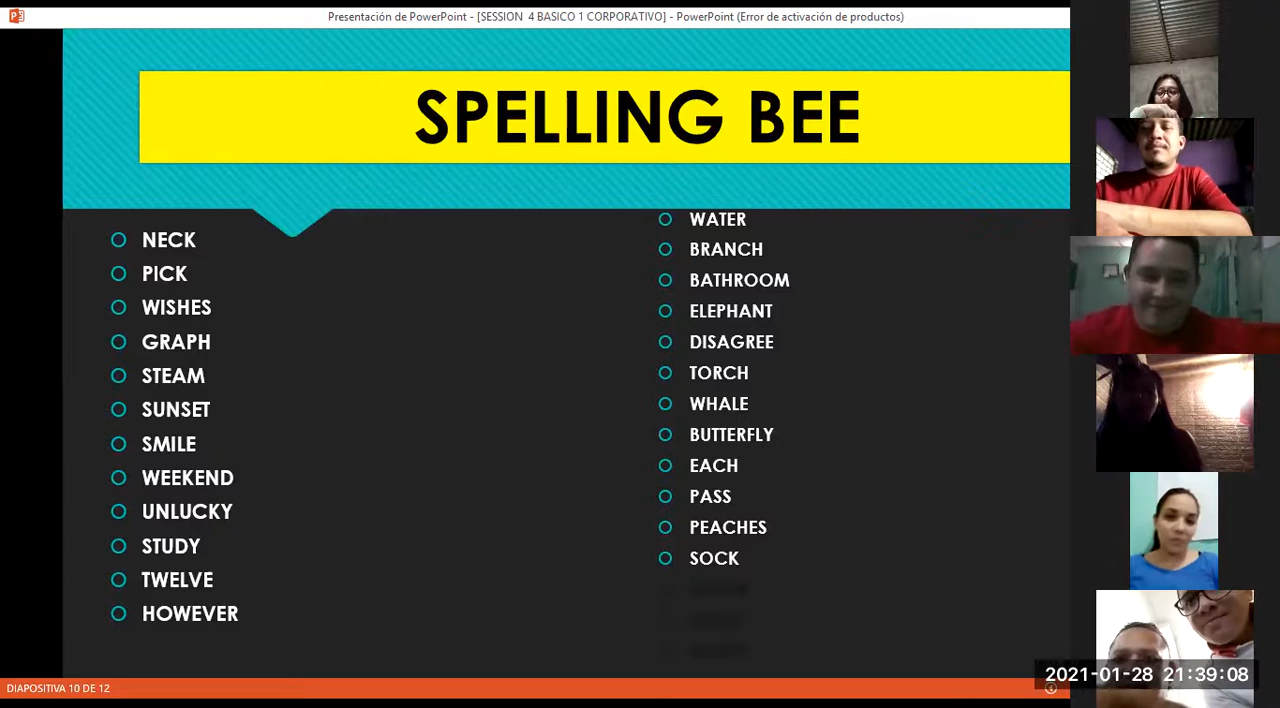 Presentación de PowerPoint - [SESSION 4 BASICO 1 CORPORATIVO] - PowerPoint (Error de activación de productos)
SPELLING BEE
NECK
PICK
WISHES
GRAPH
STEAM
SUNSET
SMILE
WEEKEND
UNLUCKY
STUDY
TWELVE
HOWEVER
WATER
BRANCH
BATHROOM
ELEPHANT
DISAGREE
TORCH
WHALE
BUTTERFLY
EACH
PASS
PEACHES
SOCK
DIAPOSITIVA 10 DE 12
2021-01-28 21:39:08